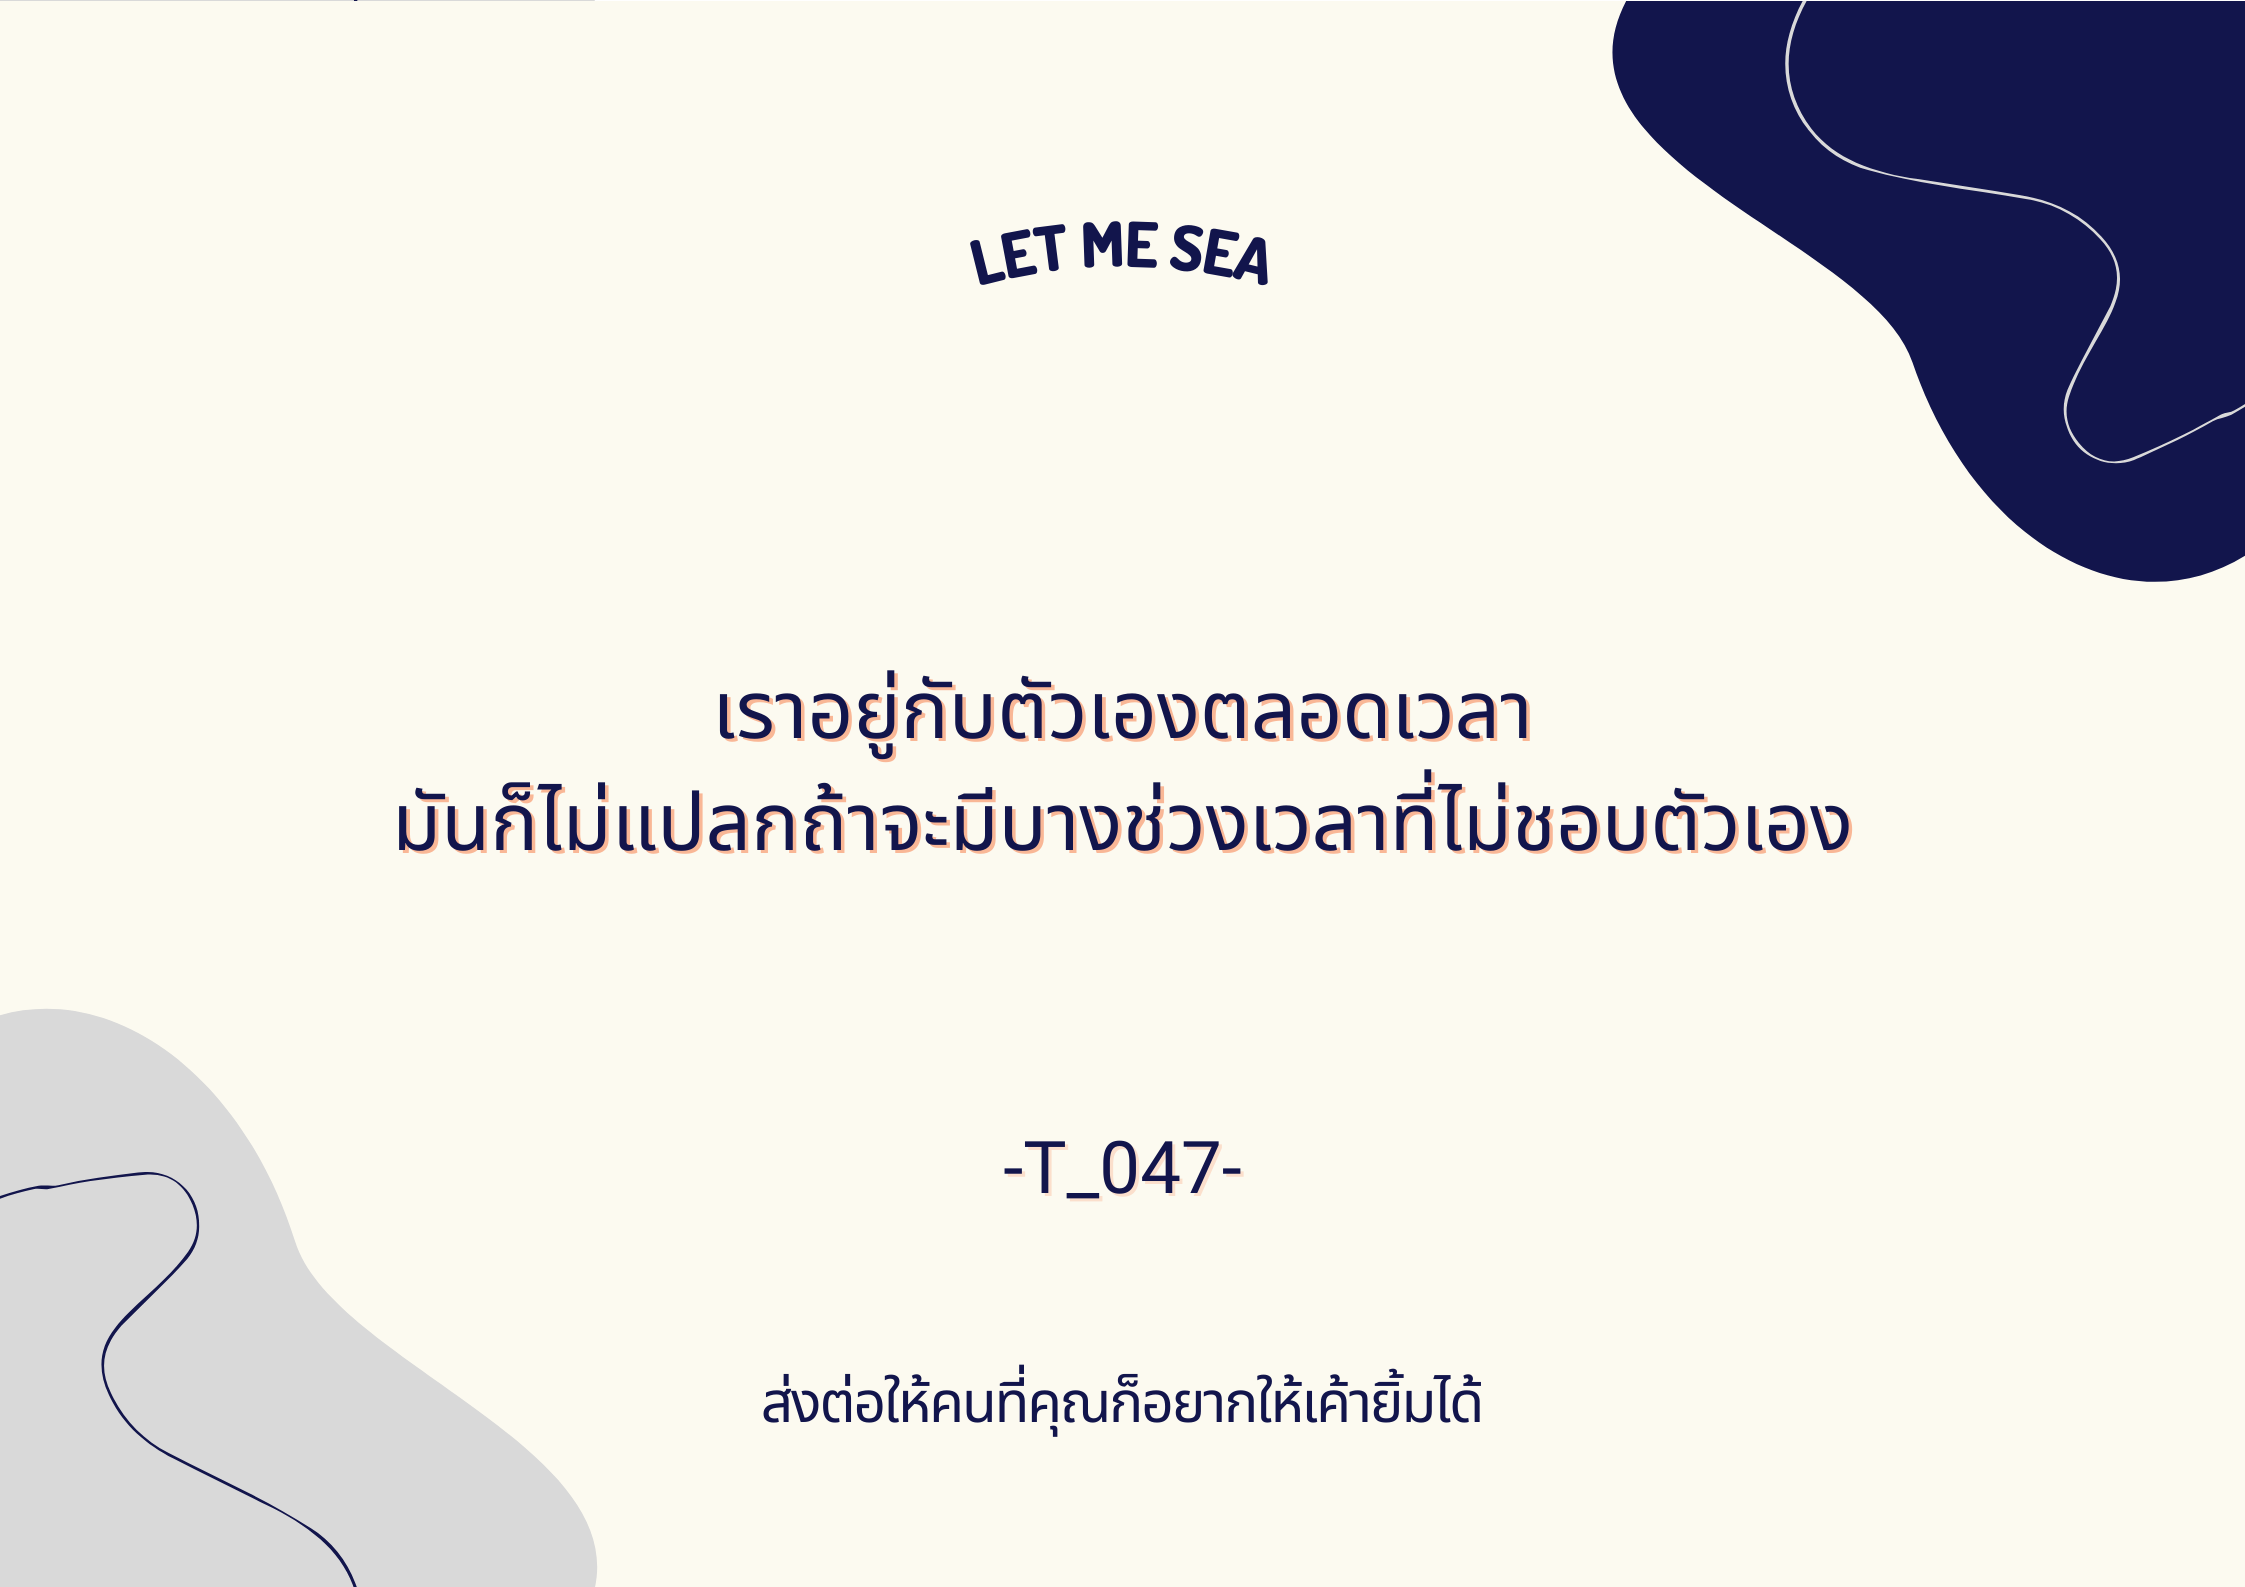 LET ME SEA
เราอยู่กับตัวเองตลอดเวลา
มันก็ไม่แปลกถ้าจะมีบางช่วงเวลาที่ไม่ชอบตัวเอง
-T_047-
ส่งต่อให้คนที่คุณก็อยากให้เค้ายิ้มได้